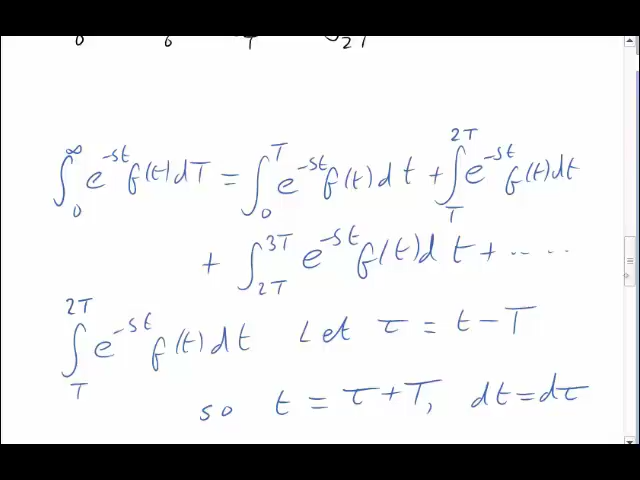 ∫_0^∞ e^{-st} f(t) dT = ∫_0^T e^{-st} f(t) dt + ∫_T^{2T} e^{-st} f(t) dt
+ ∫_{2T}^{3T} e^{-st} f(t) dt + ......
∫_T^{2T} e^{-st} f(t) dt Let τ = t - T
so t = τ + T, dt = dτ